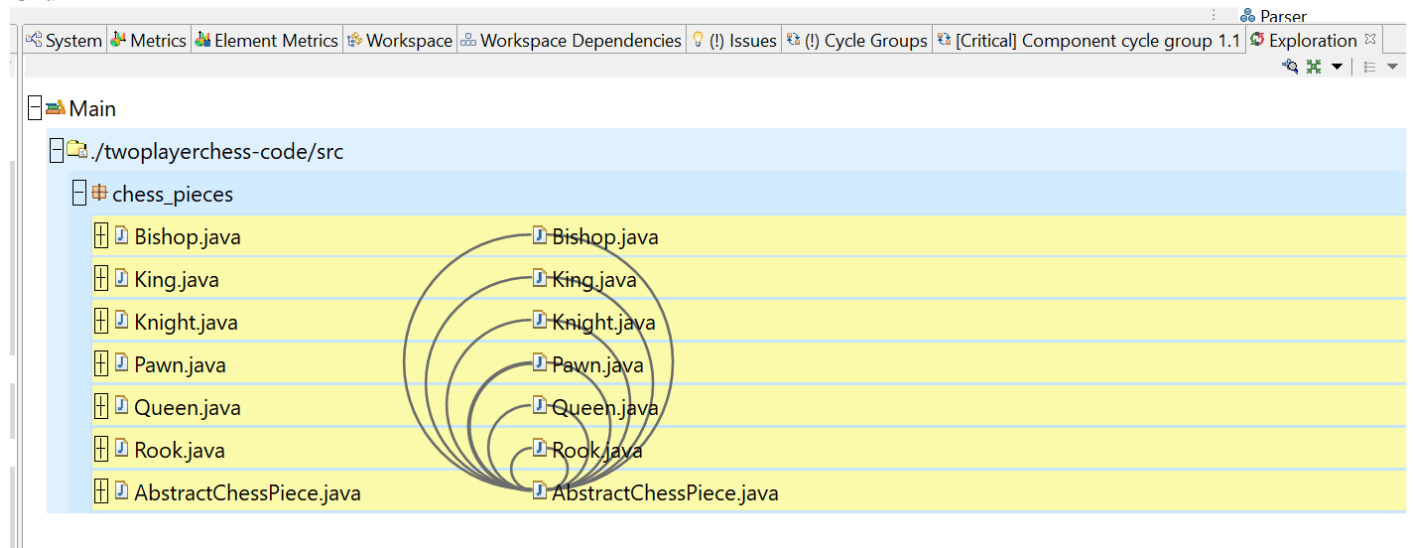 Parser
System Metrics Element Metrics Workspace Workspace Dependencies (!) Issues (!) Cycle Groups [Critical] Component cycle group 1.1 Exploration
Main
./twoplayerchess-code/src
chess_pieces
Bishop.java Bishop.java
King.java King.java
Knight.java Knight.java
Pawn.java Pawn.java
Queen.java Queen.java
Rook.java Rook.java
AbstractChessPiece.java AbstractChessPiece.java